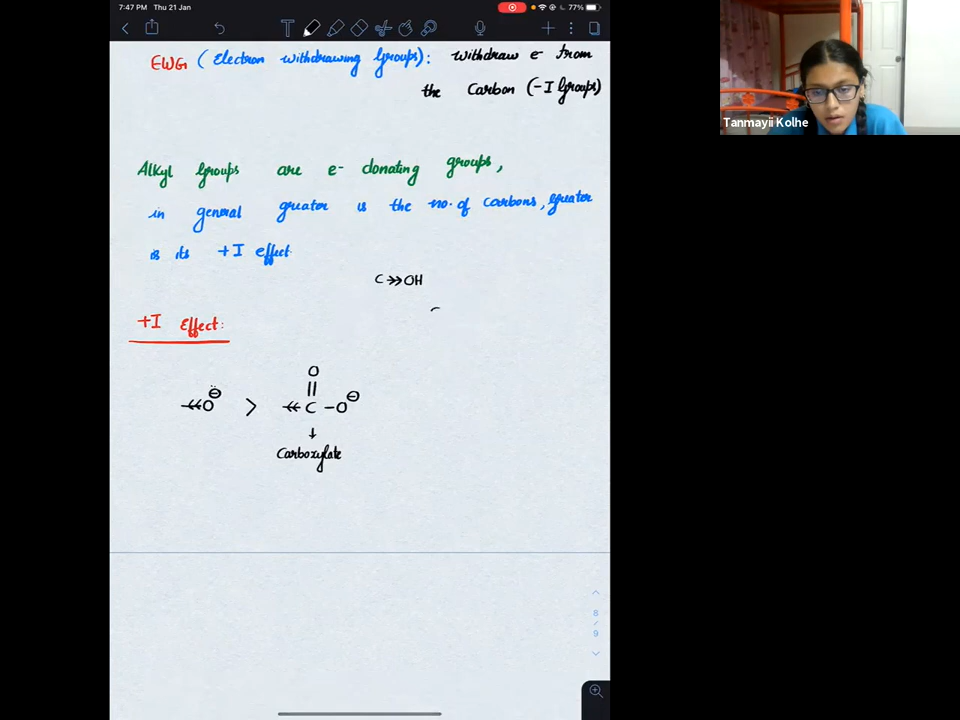 7:47 PM Thu 21 Jan
77%
EWG (Electron withdrawing Groups): withdraw e⁻ from
the Carbon (-I Groups)
Alkyl Groups are e⁻ donating groups,
in general greater is the no. of carbons, greater
is its +I effect.
C->>OH
+I Effect:
O⊖ > C -O⊖
O
Carboxylate
8
/
9
Tanmayii Kolhe